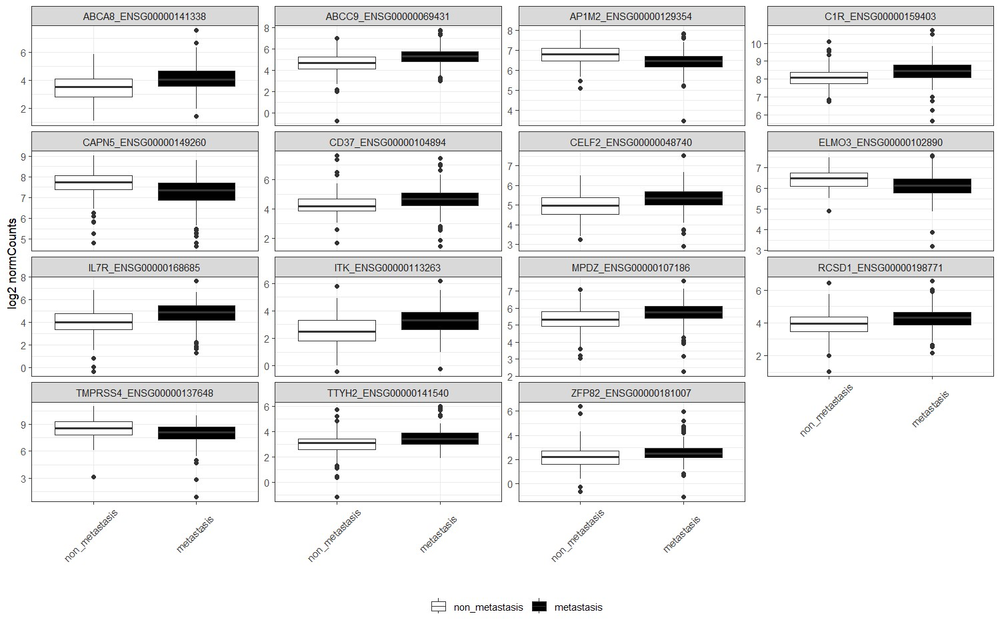 ABCA8_ENSG00000141338
ABCC9_ENSG00000069431
AP1M2_ENSG00000129354
C1R_ENSG00000159403
6
4
2
8
6
4
2
0
8
7
6
5
4
10
9
8
7
6
CAPN5_ENSG00000149260
CD37_ENSG00000104894
CELF2_ENSG00000048740
ELMO3_ENSG00000102890
9
8
7
6
5
6
4
2
7
6
5
4
3
7
6
5
4
3
log2 normCounts
IL7R_ENSG00000168685
ITK_ENSG00000113263
MPDZ_ENSG00000107186
RCSD1_ENSG00000198771
8
6
4
2
0
6
4
2
0
7
6
5
4
3
2
6
4
2
non_metastasis
metastasis
TMPRSS4_ENSG00000137648
TTYH2_ENSG00000141540
ZFP82_ENSG00000181007
9
6
3
6
4
2
0
6
4
2
0
non_metastasis
metastasis
non_metastasis
metastasis
non_metastasis
metastasis
non_metastasis
metastasis